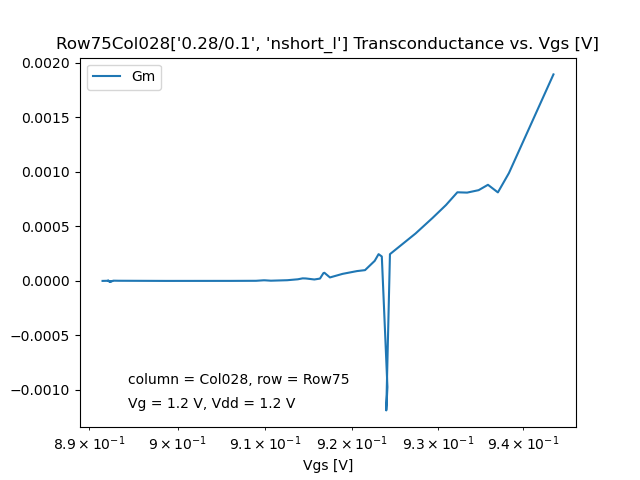 Row75Col028['0.28/0.1', 'nshort_l'] Transconductance vs. Vgs [V]
Gm
0.0020
0.0015
0.0010
0.0005
0.0000
−0.0005
−0.0010
column = Col028, row = Row75
Vg = 1.2 V, Vdd = 1.2 V
8.9 × 10⁻¹ 9 × 10⁻¹ 9.1 × 10⁻¹ 9.2 × 10⁻¹ 9.3 × 10⁻¹ 9.4 × 10⁻¹
Vgs [V]